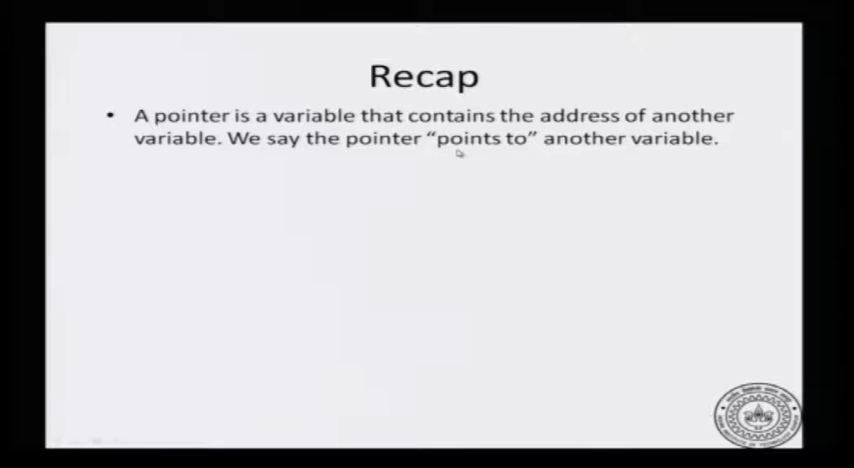 Recap
• A pointer is a variable that contains the address of another
variable. We say the pointer “points to” another variable.